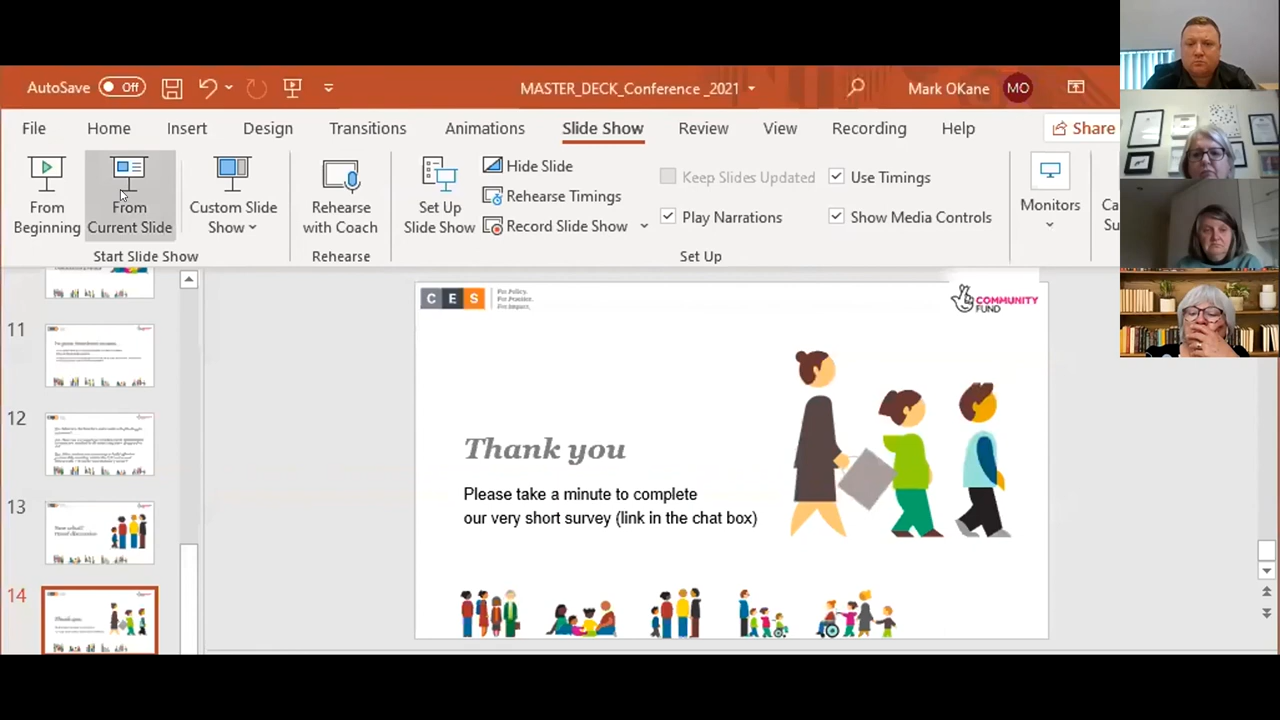 AutoSave Off
MASTER_DECK_Conference _2021
Mark OKane MO
File Home Insert Design Transitions Animations Slide Show Review View Recording Help Share
From Beginning
From Current Slide
Custom Slide Show
Start Slide Show
Rehearse with Coach
Rehearse
Set Up Slide Show
Hide Slide
Rehearse Timings
Record Slide Show
Keep Slides Updated
Play Narrations
Use Timings
Show Media Controls
Set Up
Monitors
Ca
Su
11
12
13
14
CES
For Policy.
For Practice.
For Impact.
COMMUNITY
FUND
Thank you
Please take a minute to complete
our very short survey (link in the chat box)